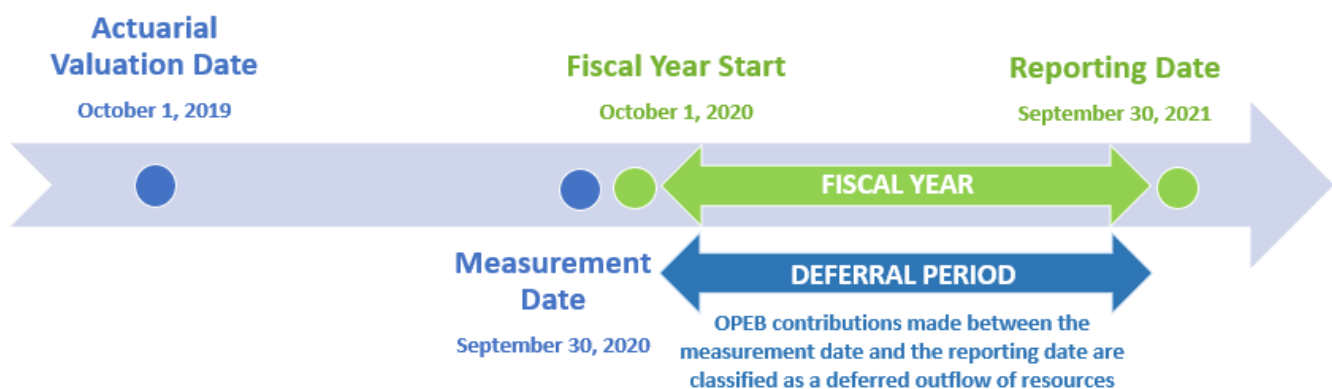 Actuarial
Valuation Date
October 1, 2019
Fiscal Year Start
October 1, 2020
Reporting Date
September 30, 2021
FISCAL YEAR
Measurement
Date
September 30, 2020
DEFERRAL PERIOD
OPEB contributions made between the
measurement date and the reporting date are
classified as a deferred outflow of resources